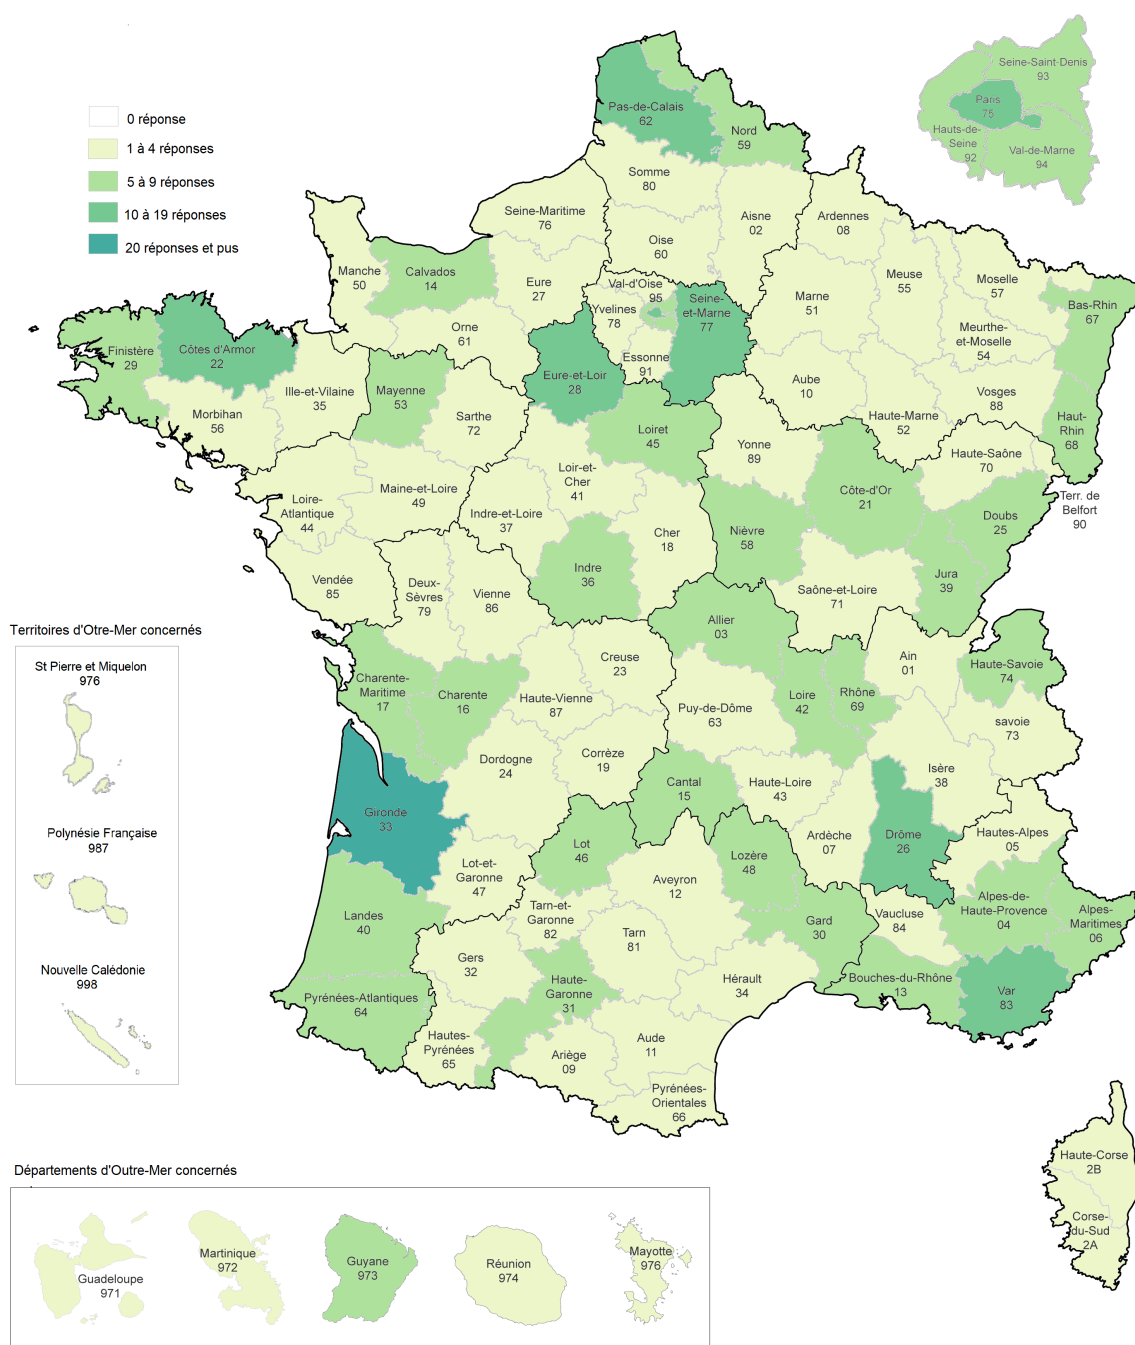 0 réponse
1 à 4 réponses
5 à 9 réponses
10 à 19 réponses
20 réponses et pus
Seine-Saint-Denis
93
Paris
75
Hauts-de-
Seine
92
Val-de-Marne
94
Pas-de-Calais
62
Nord
59
Somme
80
Seine-Maritime
76
Aisne
02
Ardennes
08
Oise
60
Manche
50
Calvados
14
Eure
27
Val-d'Oise
95
Yvelines
78
Seine-
et-Marne
77
Essonne
91
Marne
51
Meuse
55
Moselle
57
Meurthe-
et-Moselle
54
Bas-Rhin
67
Orne
61
Finistère
29
Côtes d'Armor
22
Ille-et-Vilaine
35
Mayenne
53
Eure-et-Loir
28
Aube
10
Haute-Marne
52
Vosges
88
Haut-
Rhin
68
Morbihan
56
Sarthe
72
Loiret
45
Yonne
89
Haute-Saône
70
Terr. de
Belfort
90
Loir-et-
Cher
41
Loire-
Atlantique
44
Maine-et-Loire
49
Indre-et-Loire
37
Cher
18
Nièvre
58
Côte-d'Or
21
Doubs
25
Vendée
85
Deux-
Sèvres
79
Vienne
86
Indre
36
Saône-et-Loire
71
Jura
39
Allier
03
Charente-
Maritime
17
Charente
16
Haute-Vienne
87
Creuse
23
Puy-de-Dôme
63
Loire
42
Rhône
69
Ain
01
Haute-Savoie
74
savoie
73
Isère
38
Dordogne
24
Corrèze
19
Cantal
15
Haute-Loire
43
Gironde
33
Lot-et-
Garonne
47
Lot
46
Aveyron
12
Lozère
48
Ardèche
07
Drôme
26
Hautes-Alpes
05
Landes
40
Tarn-et-
Garonne
82
Tarn
81
Gard
30
Vaucluse
84
Alpes-de-
Haute-Provence
04
Alpes-
Maritimes
06
Gers
32
Haute-
Garonne
31
Hérault
34
Bouches-du-Rhône
13
Var
83
Pyrénées-Atlantiques
64
Hautes-
Pyrénées
65
Ariège
09
Aude
11
Pyrénées-
Orientales
66
Haute-Corse
2B
Corse-
du-Sud
2A
Territoires d'Otre-Mer concernés
St Pierre et Miquelon
976
Polynésie Française
987
Nouvelle Calédonie
998
Départements d'Outre-Mer concernés
Guadeloupe
971
Martinique
972
Guyane
973
Réunion
974
Mayotte
976